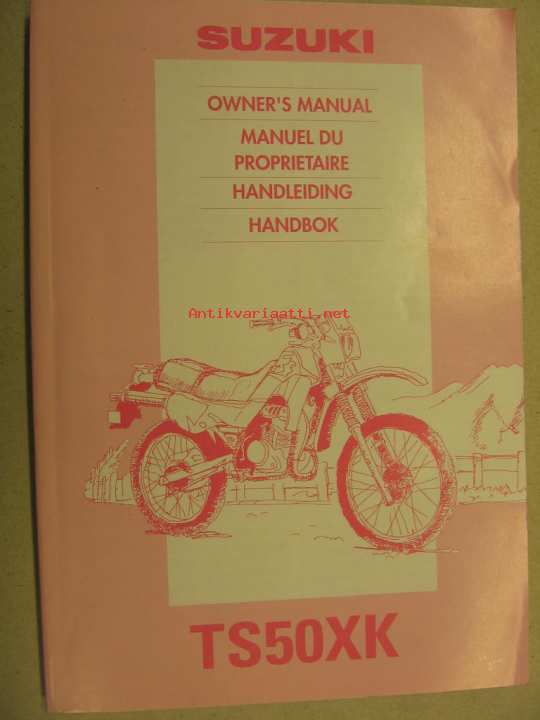 SUZUKI
OWNER'S MANUAL
MANUEL DU
PROPRIETAIRE
HANDLEIDING
HANDBOK
Antikvariaatti.net
TS50XK